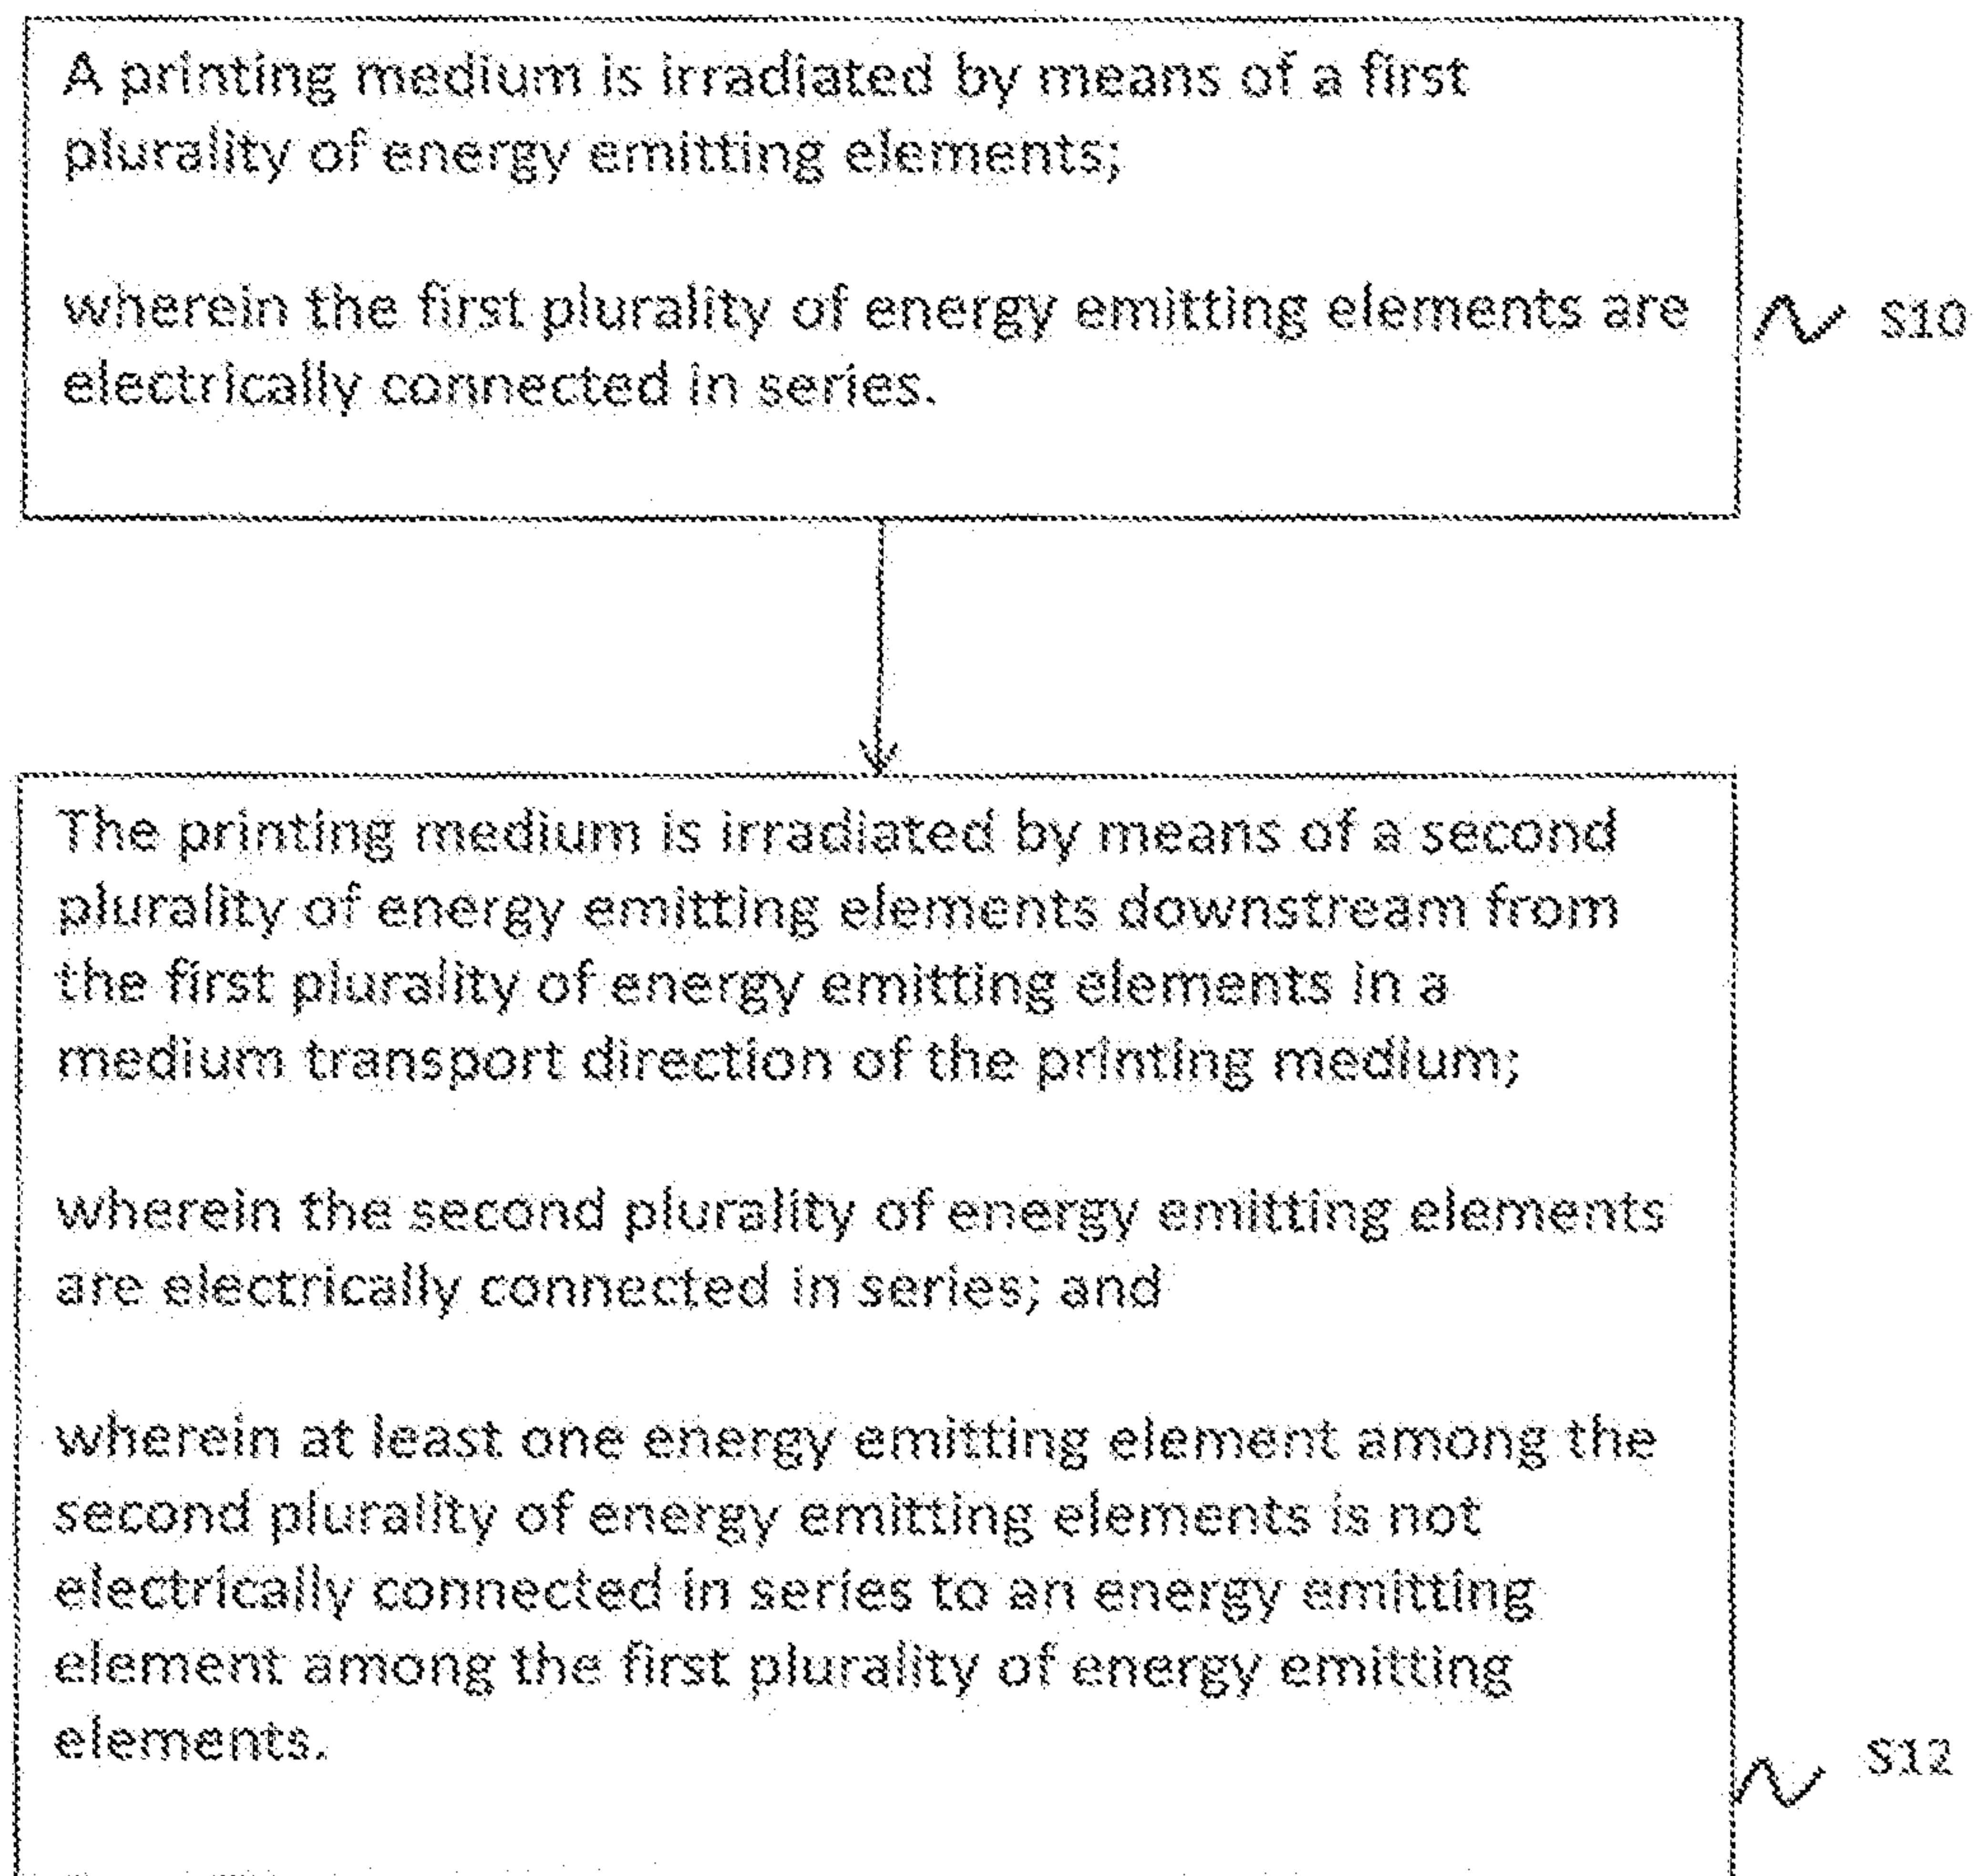 A printing medium is irradiated by means of a first
plurality of energy emitting elements;
wherein the first plurality of energy emitting elements are
electrically connected in series.
S10
The printing medium is irradiated by means of a second
plurality of energy emitting elements downstream from
the first plurality of energy emitting elements in a
medium transport direction of the printing medium;
wherein the second plurality of energy emitting elements
are electrically connected in series; and
wherein at least one energy emitting element among the
second plurality of energy emitting elements is not
electrically connected in series to an energy emitting
element among the first plurality of energy emitting
elements.
S12